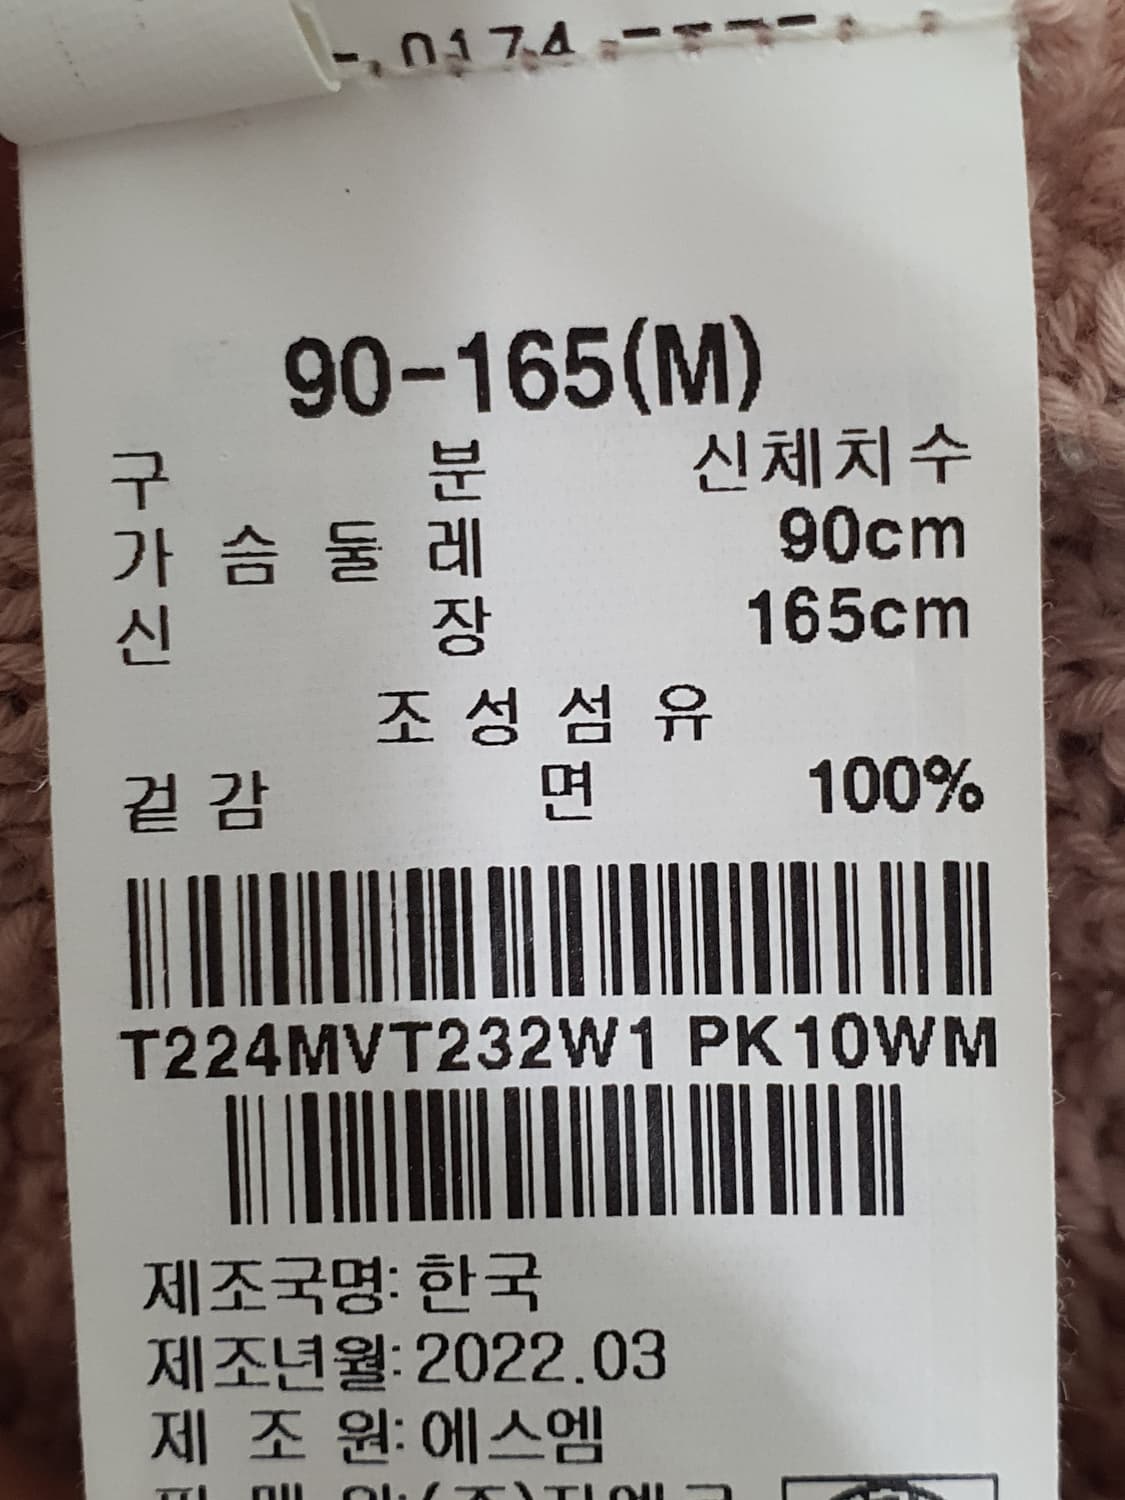 0174
90-165(M)
구 분 신체치수
가슴둘레 90cm
신 장 165cm
조성섬유
겉감 면 100%
T224MVT232W1 PK10WM
제조국명: 한국
제조년월: 2022.03
제 조 원: 에스엠